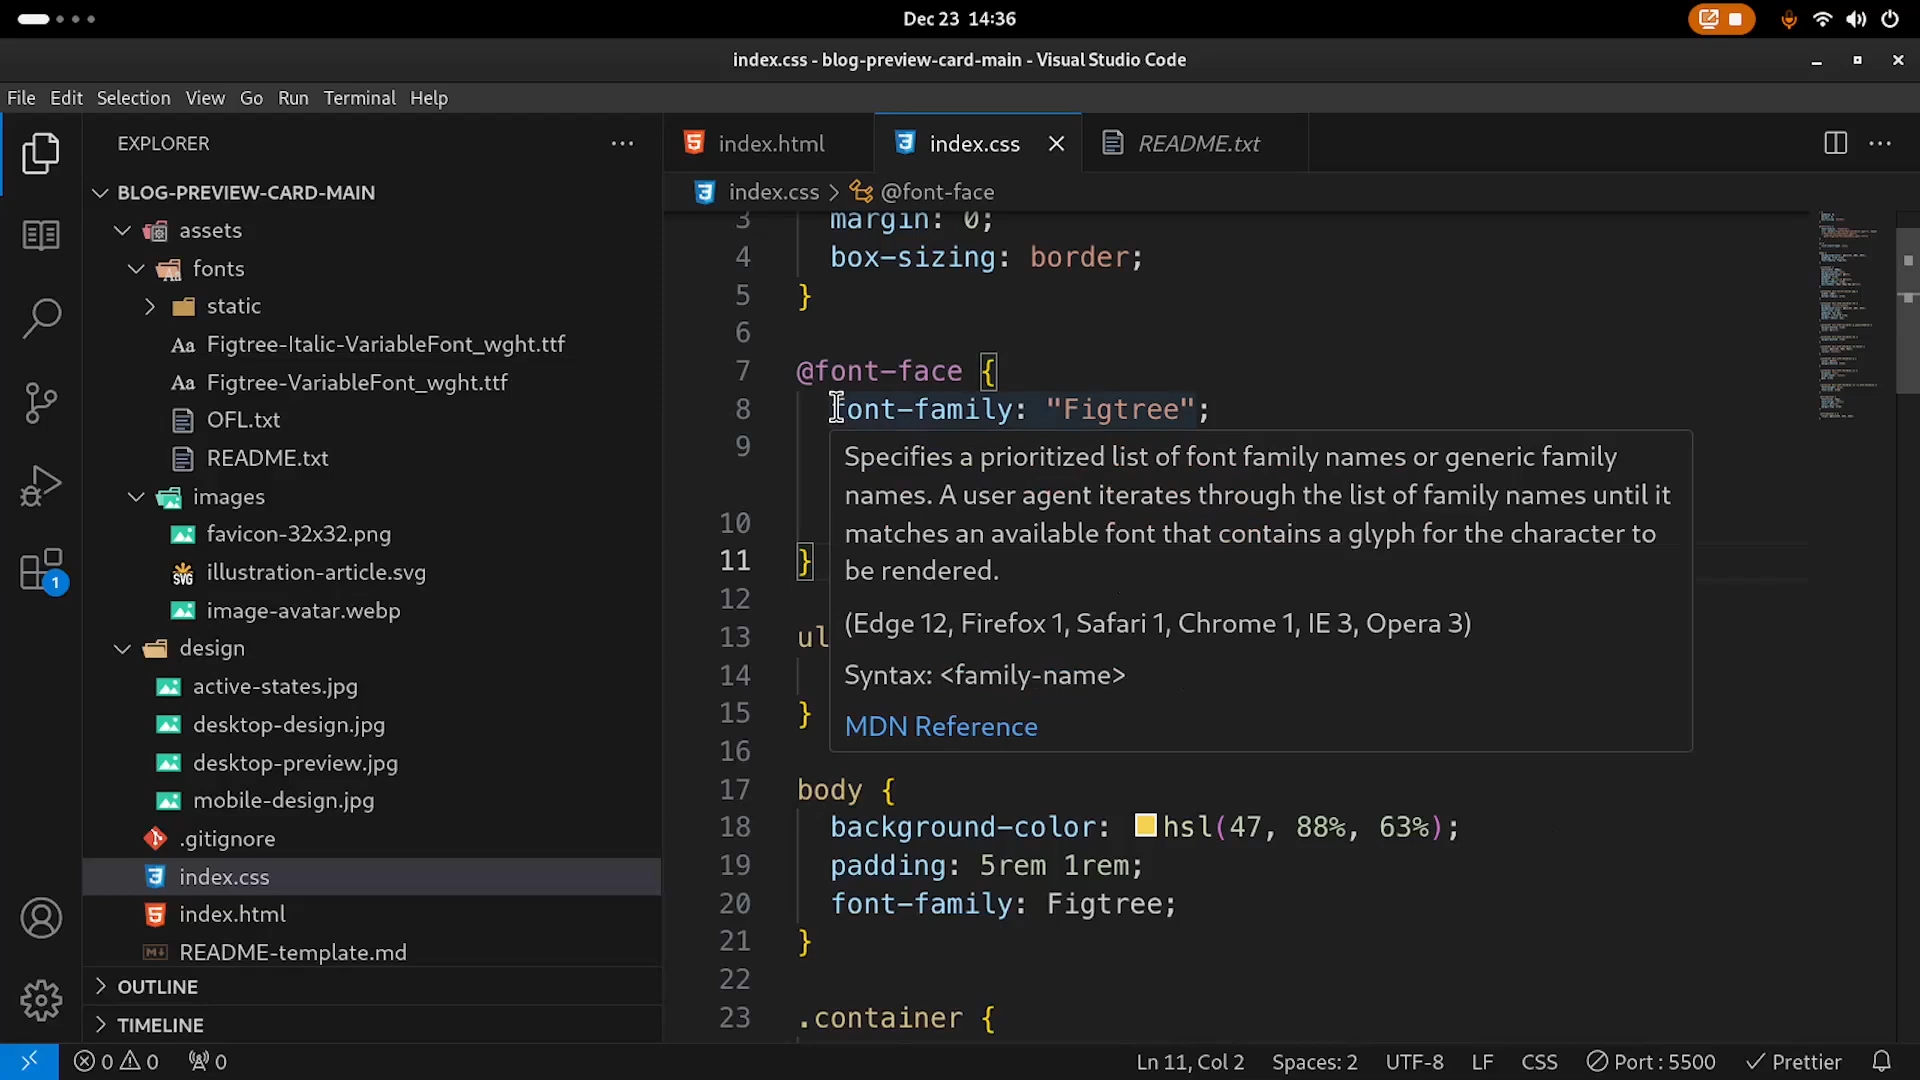 Dec 23 14:36
index.css - blog-preview-card-main - Visual Studio Code
File Edit Selection View Go Run Terminal Help
EXPLORER
BLOG-PREVIEW-CARD-MAIN
assets
fonts
static
Figtree-Italic-VariableFont_wght.ttf
Figtree-VariableFont_wght.ttf
OFL.txt
README.txt
images
favicon-32x32.png
illustration-article.svg
image-avatar.webp
design
active-states.jpg
desktop-design.jpg
desktop-preview.jpg
mobile-design.jpg
.gitignore
index.css
index.html
README-template.md
OUTLINE
TIMELINE
1
index.html
index.css
README.txt
index.css > @font-face
3 margin: 0;
4 box-sizing: border;
5 }
6
7 @font-face {
8 font-family: "Figtree";
9
10
11 }
12
13 ul
14
15 }
16
17 body {
18 background-color: hsl(47, 88%, 63%);
19 padding: 5rem 1rem;
20 font-family: Figtree;
21 }
22
23 .container {
Specifies a prioritized list of font family names or generic family
names. A user agent iterates through the list of family names until it
matches an available font that contains a glyph for the character to
be rendered.
(Edge 12, Firefox 1, Safari 1, Chrome 1, IE 3, Opera 3)
Syntax: <family-name>
MDN Reference
0 0 0 Ln 11, Col 2 Spaces: 2 UTF-8 LF CSS Port : 5500 Prettier